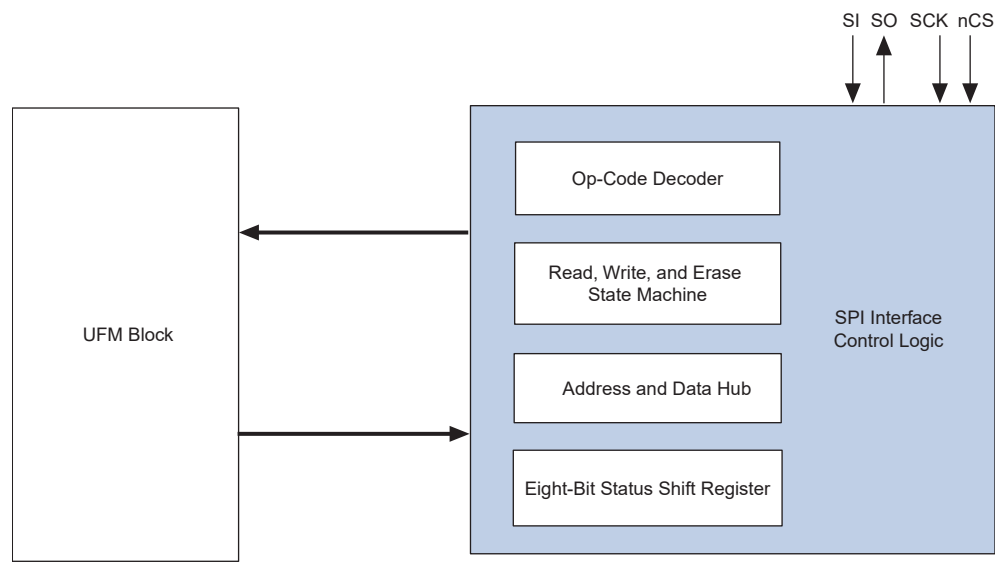 SI SO SCK nCS
Op-Code Decoder
Read, Write, and Erase
State Machine
SPI Interface
Control Logic
UFM Block
Address and Data Hub
Eight-Bit Status Shift Register